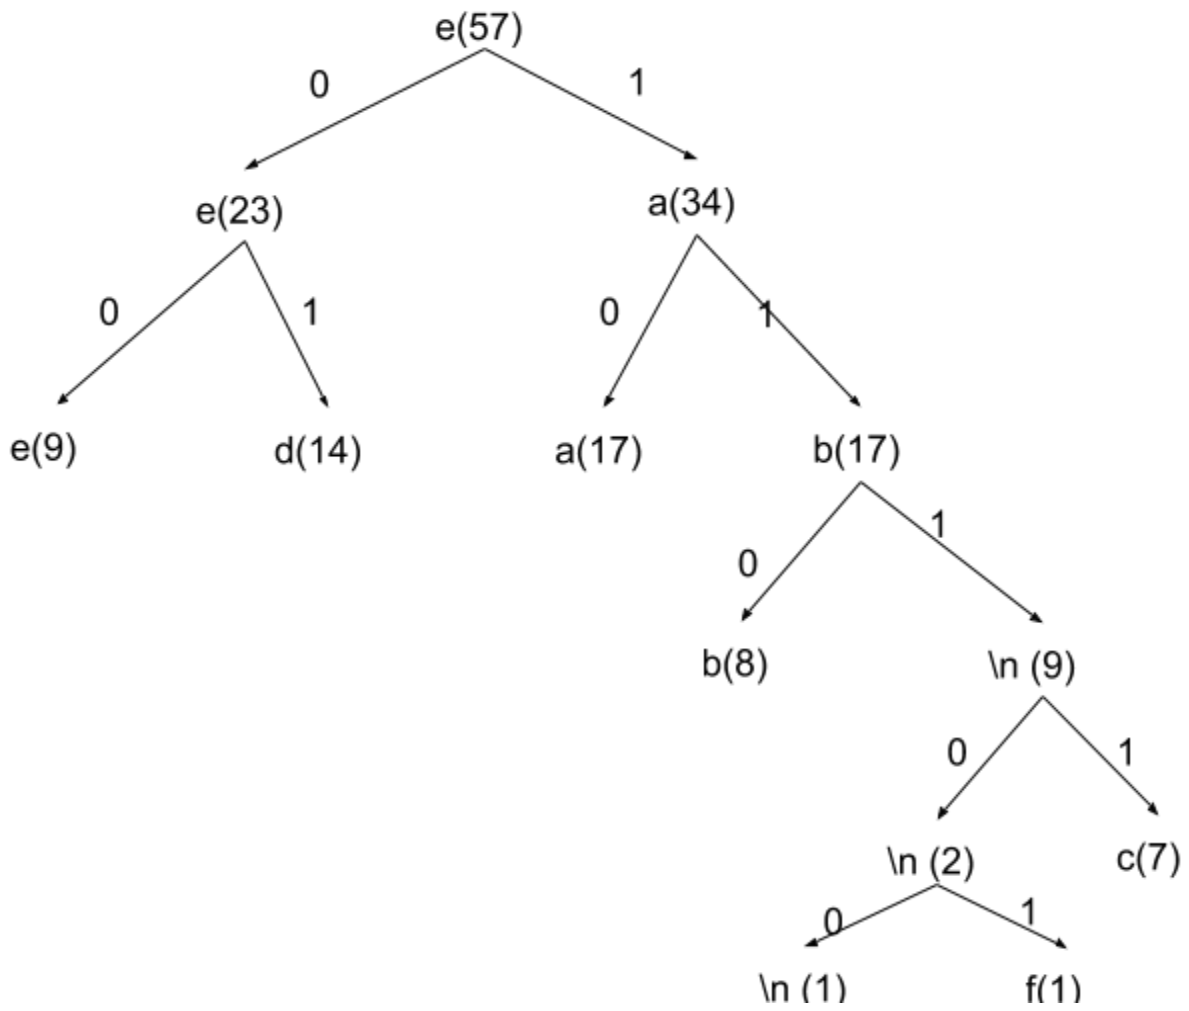 e(57)
0 1
e(23) a(34)
0 1 0 1
e(9) d(14) a(17) b(17)
0 1
b(8) \n (9)
0 1
\n (2) c(7)
0 1
\n (1) f(1)